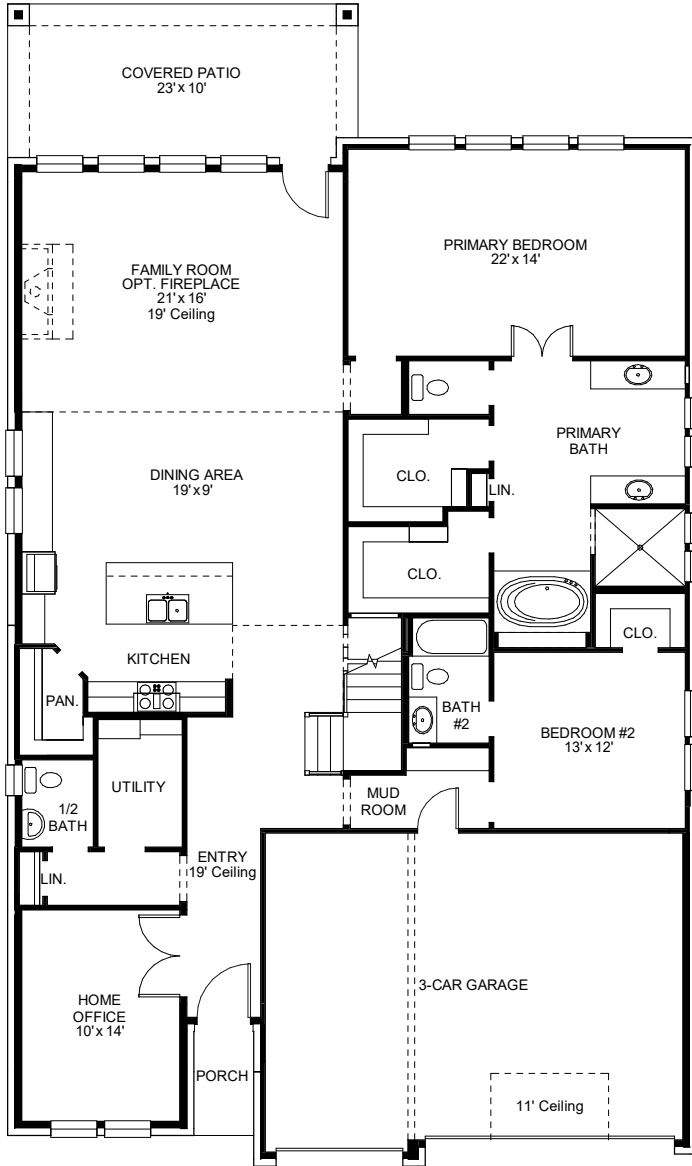 COVERED PATIO
23' x 10'
PRIMARY BEDROOM
22' x 14'
FAMILY ROOM
OPT. FIREPLACE
21' x 16'
19' Ceiling
PRIMARY
BATH
DINING AREA
19' x 9'
CLO.
LIN.
CLO.
CLO.
KITCHEN
PAN.
BATH
#2
BEDROOM #2
13' x 12'
UTILITY
MUD
ROOM
1/2
BATH
ENTRY
19' Ceiling
LIN.
3-CAR GARAGE
HOME
OFFICE
10' x 14'
PORCH
11' Ceiling